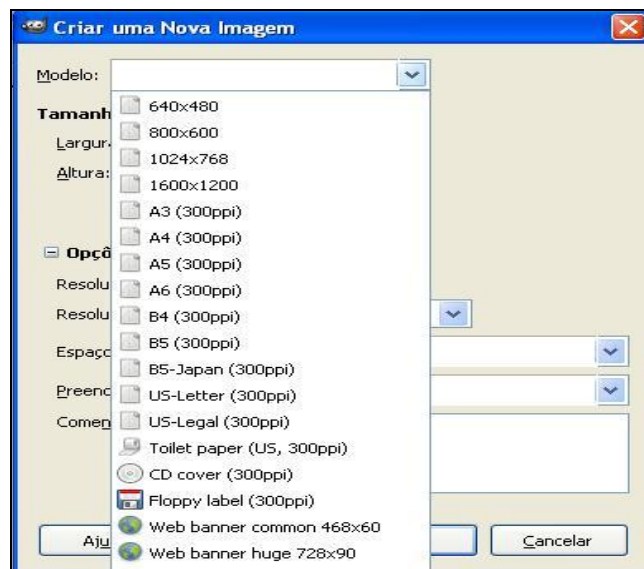 Criar uma Nova Imagem
Modelo:
640x480
Tamanh
800x600
Largur
1024x768
Altura:
1600x1200
A3 (300ppi)
A4 (300ppi)
Opçõ
A5 (300ppi)
Resolu
A6 (300ppi)
Resolu
B4 (300ppi)
B5 (300ppi)
Espaço
B5-Japan (300ppi)
Preenc
US-Letter (300ppi)
Comen
US-Legal (300ppi)
Toilet paper (US, 300ppi)
CD cover (300ppi)
Floppy label (300ppi)
Web banner common 468x60
Aju
Cancelar
Web banner huge 728x90